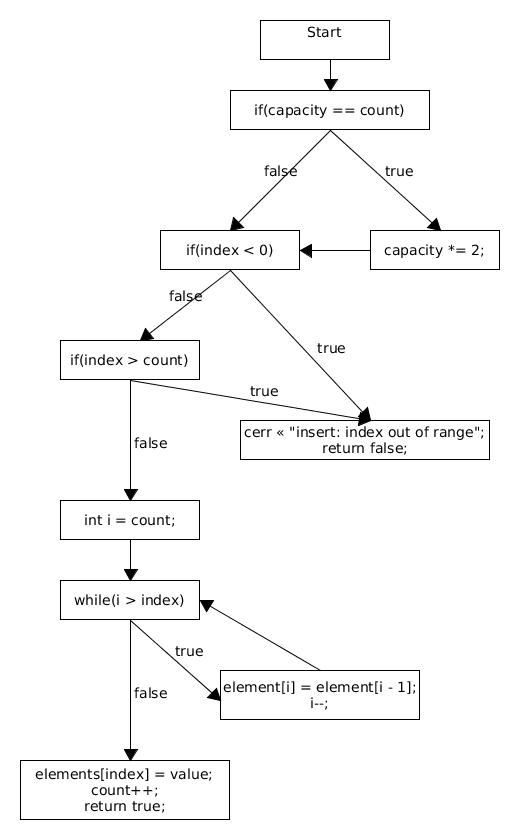 Start
if(capacity == count)
false
true
if(index < 0)
capacity *= 2;
false
true
if(index > count)
true
cerr « "insert: index out of range";
return false;
false
int i = count;
while(i > index)
true
element[i] = element[i - 1];
i--;
false
elements[index] = value;
count++;
return true;